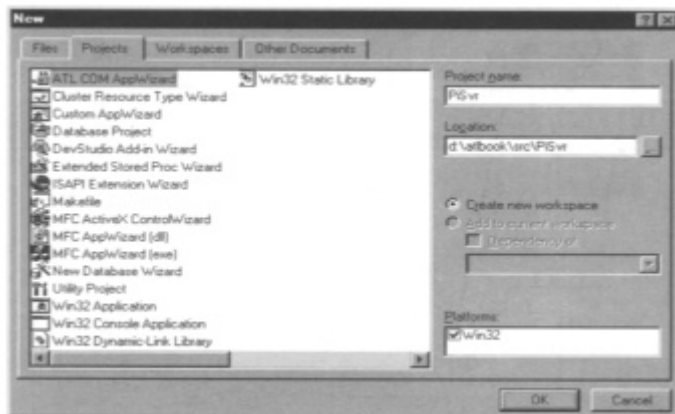 New
Files
Projects
Workspaces
Other Documents
ATL COM AppWizard
Cluster Resource Type Wizard
Custom AppWizard
Database Project
DevStudio Add-in Wizard
Extended Stored Proc Wizard
ISAPI Extension Wizard
Makefile
MFC ActiveX ControlWizard
MFC AppWizard (dll)
MFC AppWizard (exe)
New Database Wizard
Utility Project
Win32 Application
Win32 Console Application
Win32 Dynamic-Link Library
Win32 Static Library
Project name:
PiSvr
Location:
d:\atlbook\src\PiSvr
...
Create new workspace
Add to current workspace
Dependency of:
Platforms:
Win32
OK
Cancel